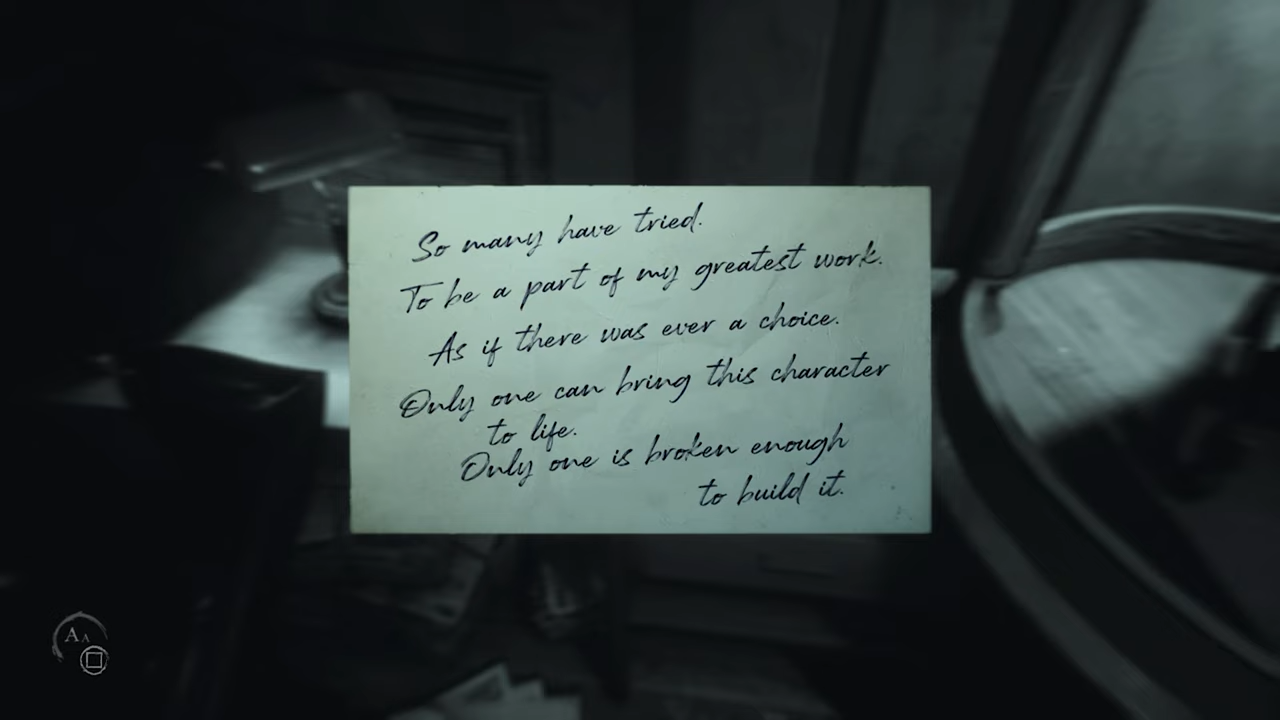 So many have tried.
To be a part of my greatest work.
As if there was ever a choice.
Only one can bring this character
to life.
Only one is broken enough
to build it.
AA